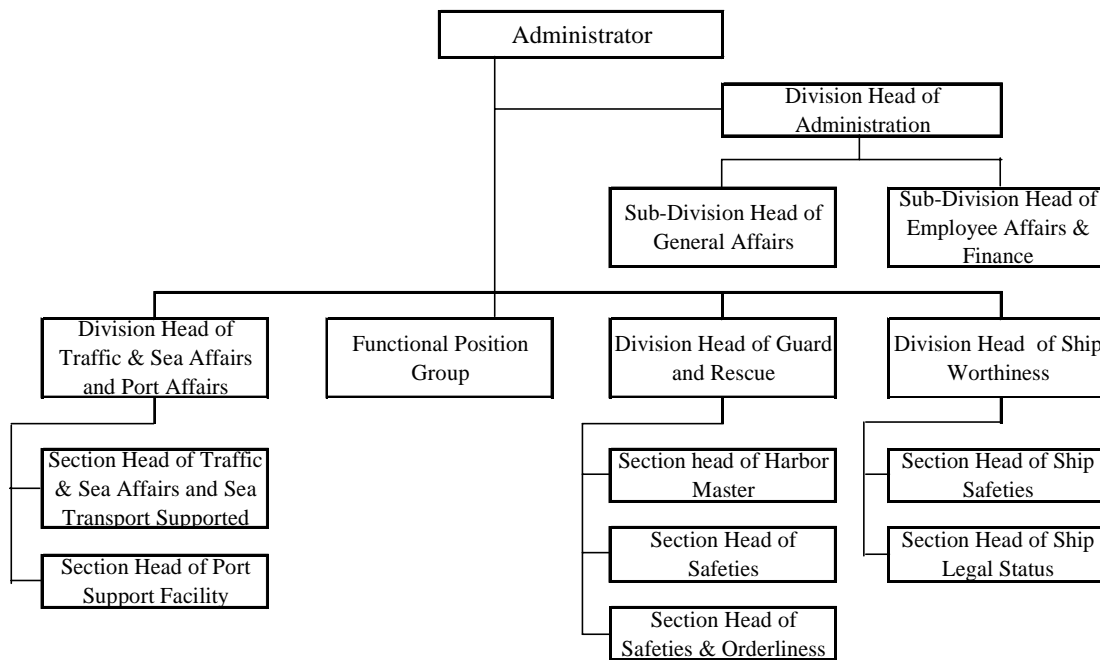 Administrator
Division Head of
Administration
Sub-Division Head of
General Affairs
Sub-Division Head of
Employee Affairs &
Finance
Division Head of
Traffic & Sea Affairs
and Port Affairs
Functional Position
Group
Division Head of Guard
and Rescue
Division Head of Ship
Worthiness
Section Head of Traffic
& Sea Affairs and Sea
Transport Supported
Section Head of Port
Support Facility
Section head of Harbor
Master
Section Head of
Safeties
Section Head of
Safeties & Orderliness
Section Head of Ship
Safeties
Section Head of Ship
Legal Status